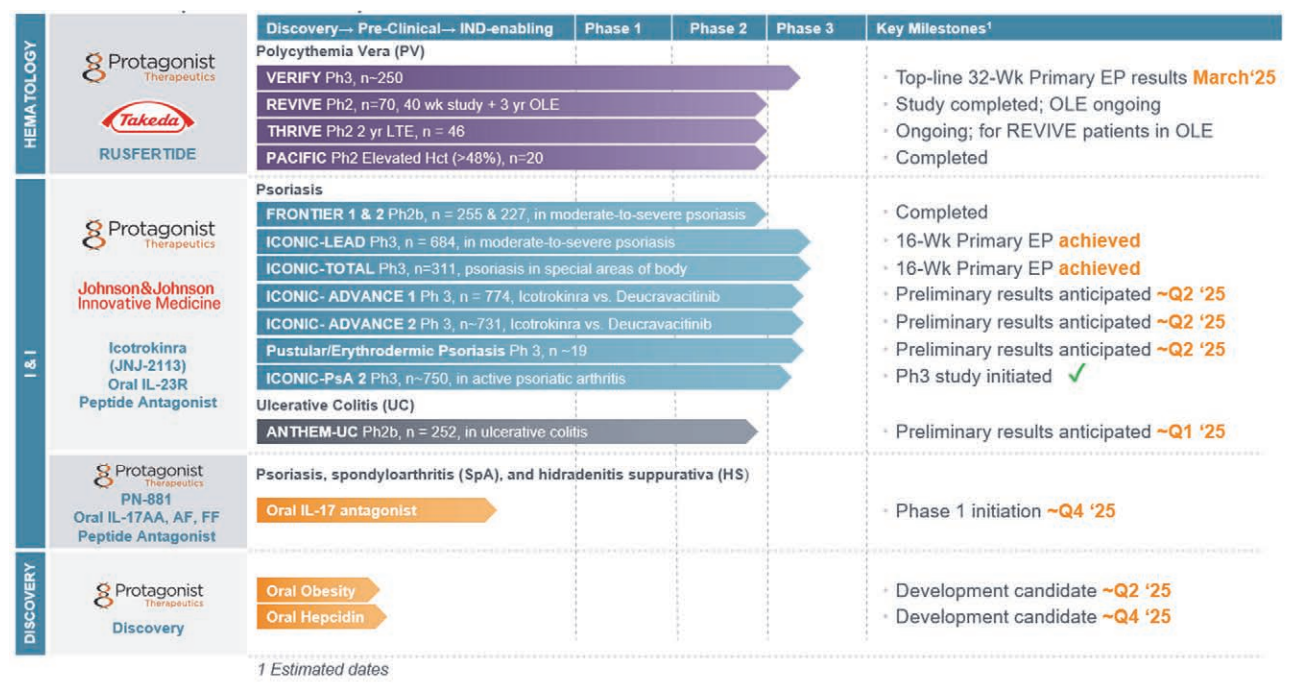 Discovery→ Pre-Clinical→ IND-enabling Phase 1 Phase 2 Phase 3 Key Milestones¹
HEMATOLOGY
Protagonist
Therapeutics
Takeda
RUSFERTIDE
Polycythemia Vera (PV)
VERIFY Ph3, n~250
· Top-line 32-Wk Primary EP results March'25
REVIVE Ph2, n=70, 40 wk study + 3 yr OLE
· Study completed; OLE ongoing
THRIVE Ph2 2 yr LTE, n = 46
· Ongoing; for REVIVE patients in OLE
PACIFIC Ph2 Elevated Hct (>48%), n=20
· Completed
I & I
Protagonist
Therapeutics
Johnson&Johnson
Innovative Medicine
Icotrokinra
(JNJ-2113)
Oral IL-23R
Peptide Antagonist
Psoriasis
FRONTIER 1 & 2 Ph2b, n = 255 & 227, in moderate-to-severe psoriasis
· Completed
ICONIC-LEAD Ph3, n = 684, in moderate-to-severe psoriasis
· 16-Wk Primary EP achieved
ICONIC-TOTAL Ph3, n=311, psoriasis in special areas of body
· 16-Wk Primary EP achieved
ICONIC- ADVANCE 1 Ph 3, n = 774, Icotrokinra vs. Deucravacitinib
· Preliminary results anticipated ~Q2 '25
ICONIC- ADVANCE 2 Ph 3, n~731, Icotrokinra vs. Deucravacitinib
· Preliminary results anticipated ~Q2 '25
Pustular/Erythrodermic Psoriasis Ph 3, n ~19
· Preliminary results anticipated ~Q2 '25
ICONIC-PsA 2 Ph3, n~750, in active psoriatic arthritis
· Ph3 study initiated ✓
Ulcerative Colitis (UC)
ANTHEM-UC Ph2b, n = 252, in ulcerative colitis
· Preliminary results anticipated ~Q1 '25
Protagonist
Therapeutics
PN-881
Oral IL-17AA, AF, FF
Peptide Antagonist
Psoriasis, spondyloarthritis (SpA), and hidradenitis suppurativa (HS)
Oral IL-17 antagonist
· Phase 1 initiation ~Q4 '25
DISCOVERY
Protagonist
Therapeutics
Discovery
Oral Obesity
· Development candidate ~Q2 '25
Oral Hepcidin
· Development candidate ~Q4 '25
1 Estimated dates